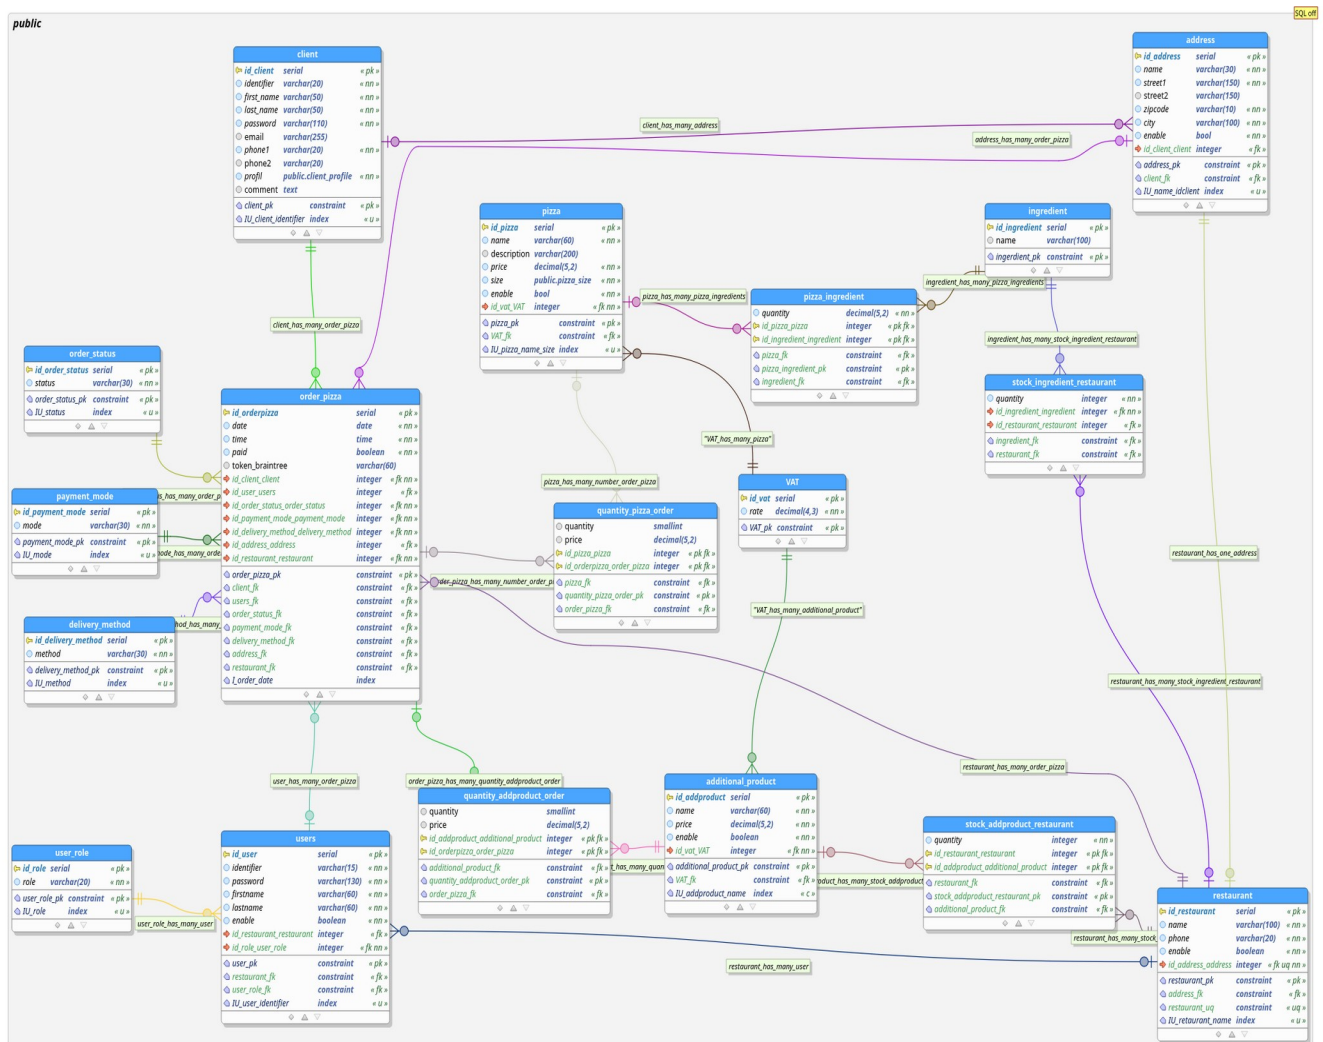 SQL off
public
client
id_client serial « pk »
identifier varchar(20) « nn »
first_name varchar(50) « nn »
last_name varchar(50) « nn »
password varchar(110) « nn »
email varchar(255)
phone1 varchar(20) « nn »
phone2 varchar(20)
profil public.client_profile « nn »
comment text
client_pk constraint « pk »
IU_client_identifier index « u »
address
id_address serial « pk »
name varchar(30) « nn »
street1 varchar(150) « nn »
street2 varchar(150)
zipcode varchar(10) « nn »
city varchar(100) « nn »
enable bool « nn »
id_client_client integer « fk »
address_pk constraint « pk »
client_fk constraint « fk »
IU_name_idclient index « u »
client_has_many_address
address_has_many_order_pizza
pizza
id_pizza serial « pk »
name varchar(60) « nn »
description varchar(200)
price decimal(5,2) « nn »
size public.pizza_size « nn »
enable bool « nn »
id_vat_VAT integer « fk nn »
pizza_pk constraint « pk »
VAT_fk constraint « fk »
IU_pizza_name_size index « u »
ingredient
id_ingredient serial « pk »
name varchar(100)
ingerdient_pk constraint « pk »
ingredient_has_many_pizza_ingredients
pizza_has_many_pizza_ingredients
pizza_ingredient
quantity decimal(5,2) « nn »
id_pizza_pizza integer « pk fk »
id_ingredient_ingredient integer « pk fk »
pizza_fk constraint « fk »
pizza_ingredient_pk constraint « pk »
ingredient_fk constraint « fk »
client_has_many_order_pizza
ingredient_has_many_stock_ingredient_restaurant
order_status
id_order_status serial « pk »
status varchar(30) « nn »
order_status_pk constraint « pk »
IU_status index « u »
stock_ingredient_restaurant
quantity integer « nn »
id_ingredient_ingredient integer « fk nn »
id_restaurant_restaurant integer « fk »
ingredient_fk constraint « fk »
restaurant_fk constraint « fk »
order_pizza
id_orderpizza serial « pk »
date date « nn »
time time « nn »
paid boolean « nn »
token_braintree varchar(60)
id_client_client integer « fk nn »
id_user_users integer « fk »
id_order_status_order_status integer « fk nn »
id_payment_mode_payment_mode integer « fk nn »
id_delivery_method_delivery_method integer « fk nn »
id_address_address integer « fk »
id_restaurant_restaurant integer « fk nn »
order_pizza_pk constraint « pk »
client_fk constraint « fk »
users_fk constraint « fk »
order_status_fk constraint « fk »
payment_mode_fk constraint « fk »
delivery_method_fk constraint « fk »
address_fk constraint « fk »
restaurant_fk constraint « fk »
I_order_date index
"VAT_has_many_pizza"
pizza_has_many_number_order_pizza
VAT
id_vat serial « pk »
rate decimal(4,3) « nn »
VAT_pk constraint « pk »
payment_mode
id_payment_mode serial « pk »
mode varchar(30) « nn »
payment_mode_pk constraint « pk »
IU_mode index « u »
quantity_pizza_order
quantity smallint
price decimal(5,2)
id_pizza_pizza integer « pk fk »
id_orderpizza_order_pizza integer « pk fk »
pizza_fk constraint « fk »
quantity_pizza_order_pk constraint « pk »
order_pizza_fk constraint « fk »
restaurant_has_one_address
"VAT_has_many_additional_product"
delivery_method
id_delivery_method serial « pk »
method varchar(30) « nn »
delivery_method_pk constraint « pk »
IU_method index « u »
restaurant_has_many_stock_ingredient_restaurant
restaurant_has_many_order_pizza
user_has_many_order_pizza
order_pizza_has_many_quantity_addproduct_order
quantity_addproduct_order
quantity smallint
price decimal(5,2)
id_addproduct_additional_product integer « pk fk »
id_orderpizza_order_pizza integer « pk fk »
additional_product_fk constraint « fk »
quantity_addproduct_order_pk constraint « pk »
order_pizza_fk constraint « fk »
additional_product
id_addproduct serial « pk »
name varchar(60) « nn »
price decimal(5,2) « nn »
enable boolean « nn »
id_vat_VAT integer « fk nn »
additional_product_pk constraint « pk »
VAT_fk constraint « fk »
IU_addproduct_name index « c »
stock_addproduct_restaurant
quantity integer « nn »
id_restaurant_restaurant integer « pk fk »
id_addproduct_additional_product integer « pk fk »
restaurant_fk constraint « fk »
stock_addproduct_restaurant_pk constraint « pk »
additional_product_fk constraint « fk »
users
id_user serial « pk »
identifier varchar(15) « nn »
password varchar(130) « nn »
firstname varchar(60) « nn »
lastname varchar(60) « nn »
enable boolean « nn »
id_restaurant_restaurant integer « fk »
id_role_user_role integer « fk nn »
user_pk constraint « pk »
restaurant_fk constraint « fk »
user_role_fk constraint « fk »
IU_user_identifier index « u »
user_role
id_role serial « pk »
role varchar(20) « nn »
user_role_pk constraint « pk »
IU_role index « u »
user_role_has_many_user
restaurant_has_many_user
restaurant_has_many_stock_
restaurant
id_restaurant serial « pk »
name varchar(100) « nn »
phone varchar(20) « nn »
enable boolean « nn »
id_address_address integer « fk uq nn »
restaurant_pk constraint « pk »
address_fk constraint « fk »
restaurant_uq constraint « uq »
IU_retaurant_name index « u »